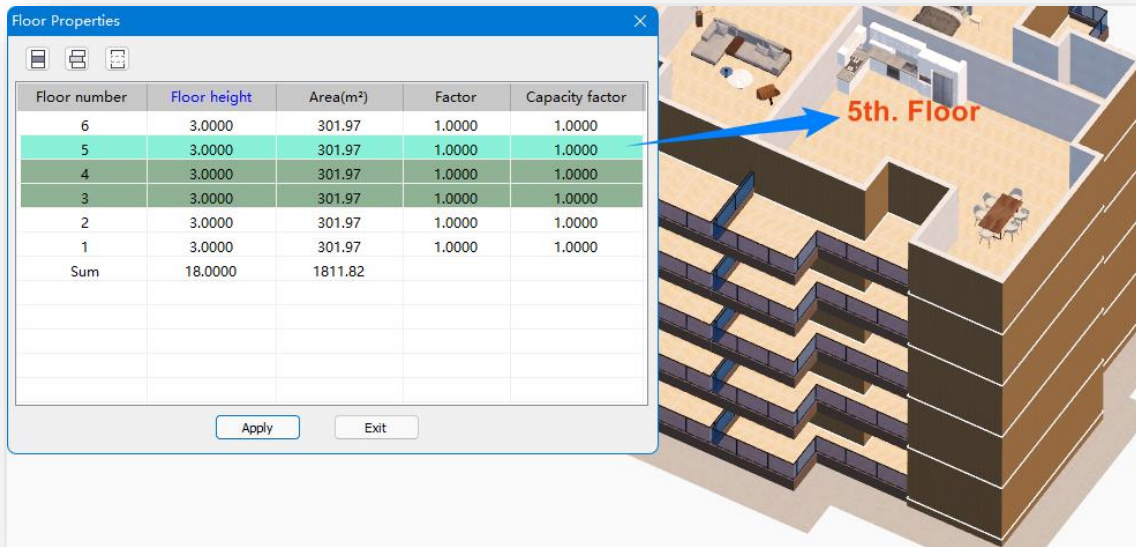 Floor Properties
Floor number Floor height Area(m²) Factor Capacity factor
6 3.0000 301.97 1.0000 1.0000
5 3.0000 301.97 1.0000 1.0000
4 3.0000 301.97 1.0000 1.0000
3 3.0000 301.97 1.0000 1.0000
2 3.0000 301.97 1.0000 1.0000
1 3.0000 301.97 1.0000 1.0000
Sum 18.0000 1811.82
Apply Exit
5th. Floor